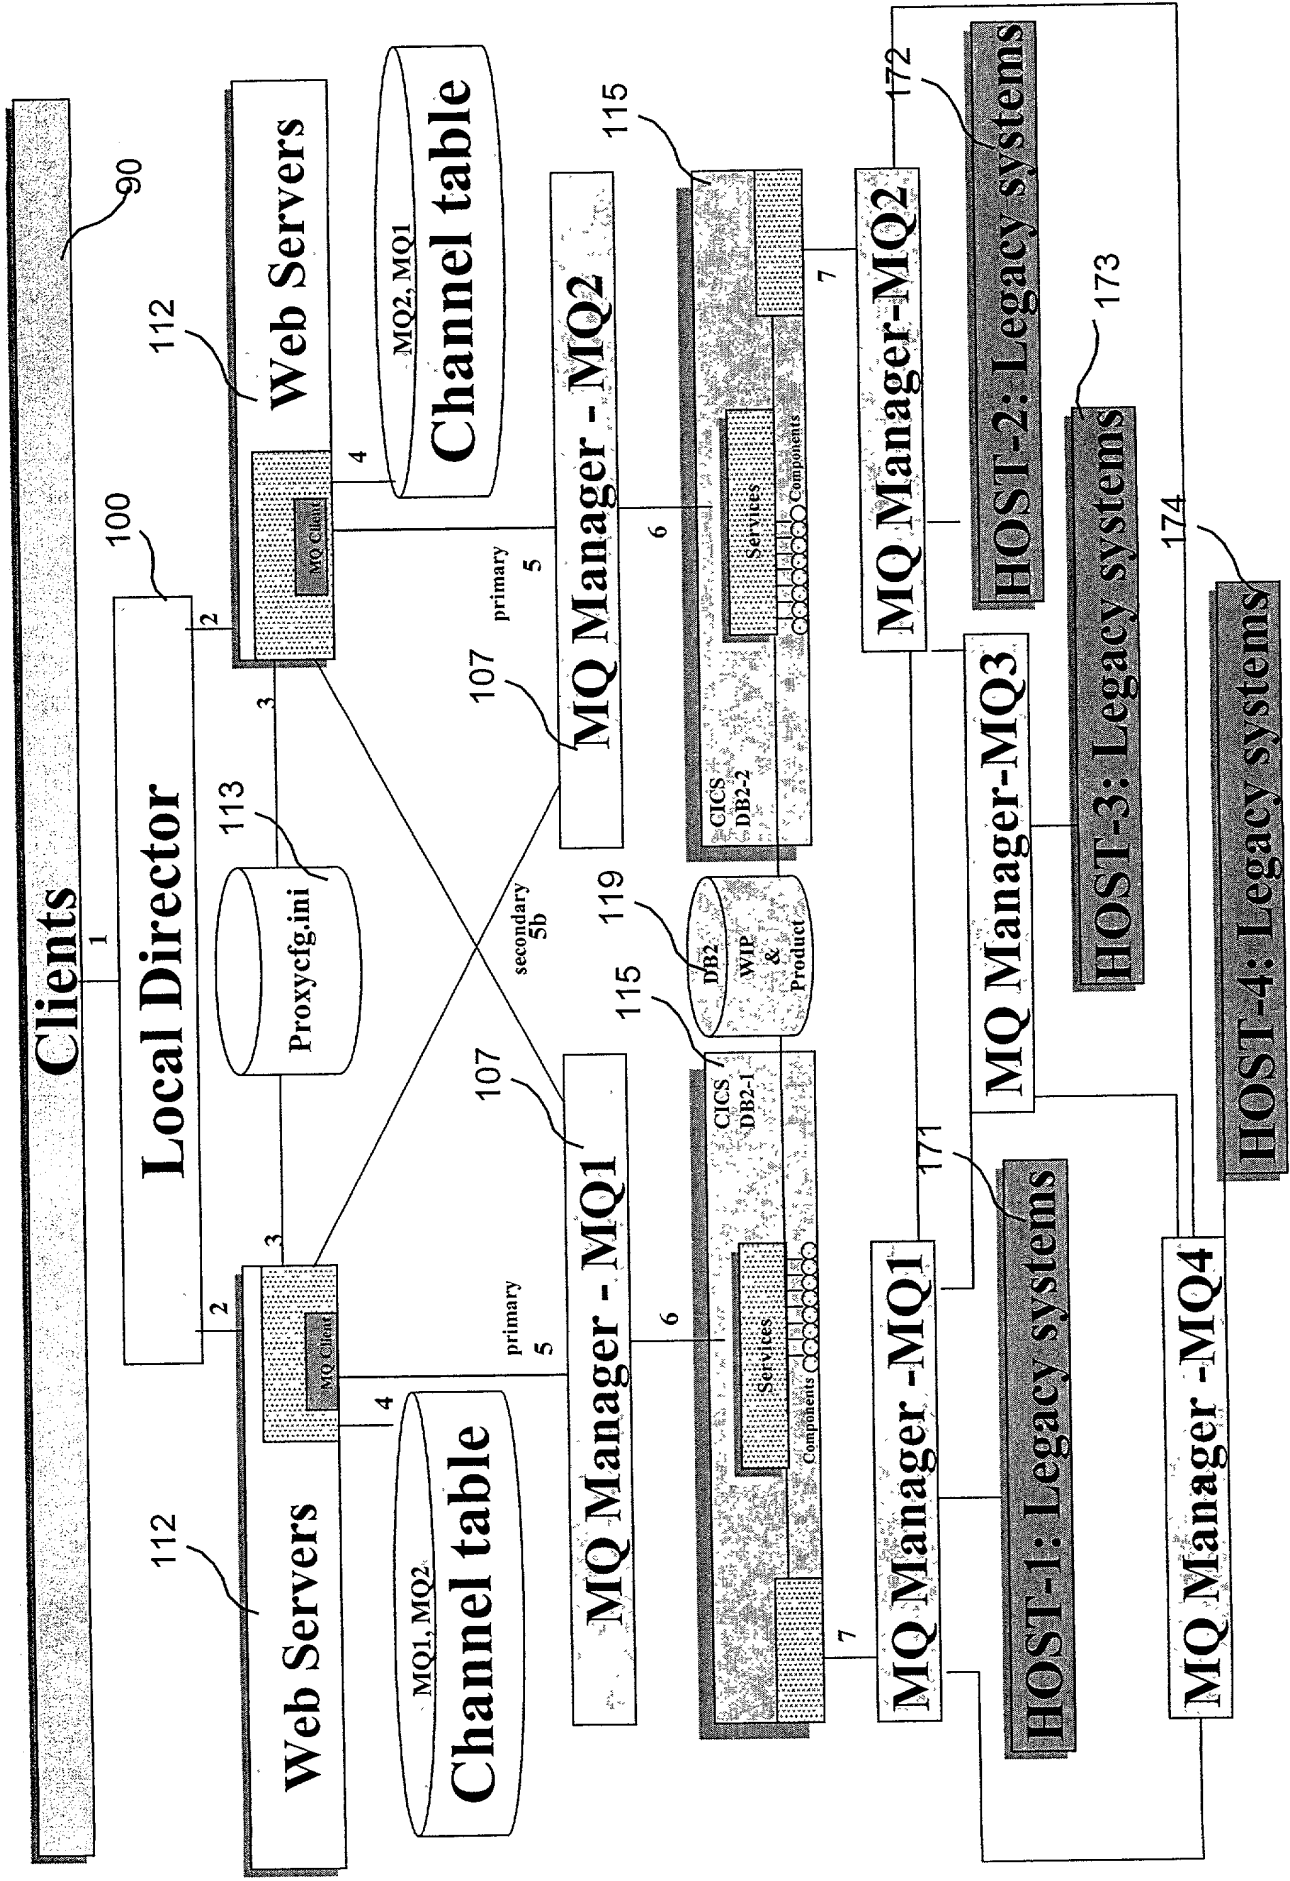 Clients
90
1
Local Director
100
2
2
112
Web Servers
MQ Client
3
Proxycfg.ini
113
3
112
Web Servers
MQ Client
4
MQ1, MQ2
Channel table
4
MQ2, MQ1
Channel table
primary
5
secondary
5b
primary
5
107
MQ Manager - MQ1
107
MQ Manager - MQ2
6
6
115
CICS
DB2-1
Services
Components
119
DB2
WIP
&
Product
115
CICS
DB2-2
Services
Components
7
7
MQ Manager -MQ1
MQ Manager-MQ2
171
HOST-1: Legacy systems
172
HOST-2: Legacy systems
MQ Manager-MQ3
173
HOST-3: Legacy systems
MQ Manager -MQ4
174
HOST-4: Legacy systems